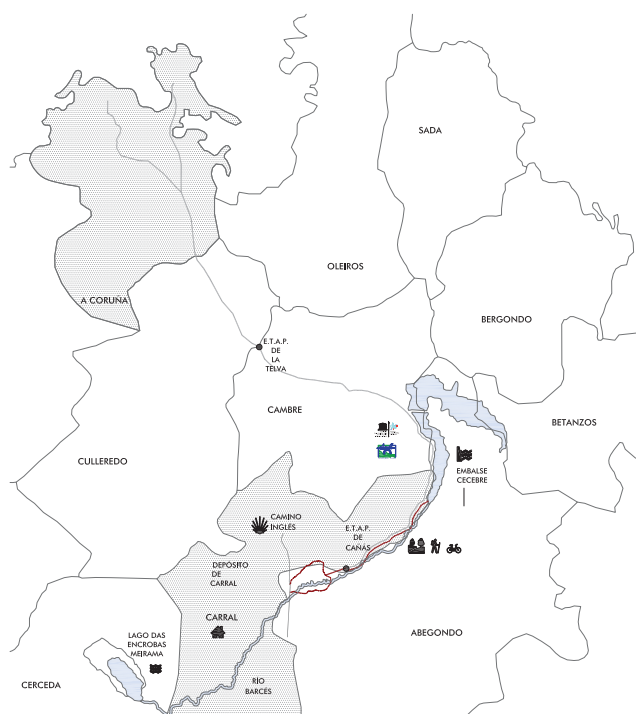 SADA
OLEIROS
A CORUÑA
BERGONDO
E.T.A.P.
DE
LA
TELVA
CAMBRE
BETANZOS
CULLEREDO
EMBALSE
CECEBRE
CAMINO
INGLÉS
E.T.A.P.
DE
CAÑÁS
DEPÓSITO
DE
CARRAL
CARRAL
ABEGONDO
LAGO DAS
ENCROBAS
MEIRAMA
CERCEDA
RÍO
BARCÉS